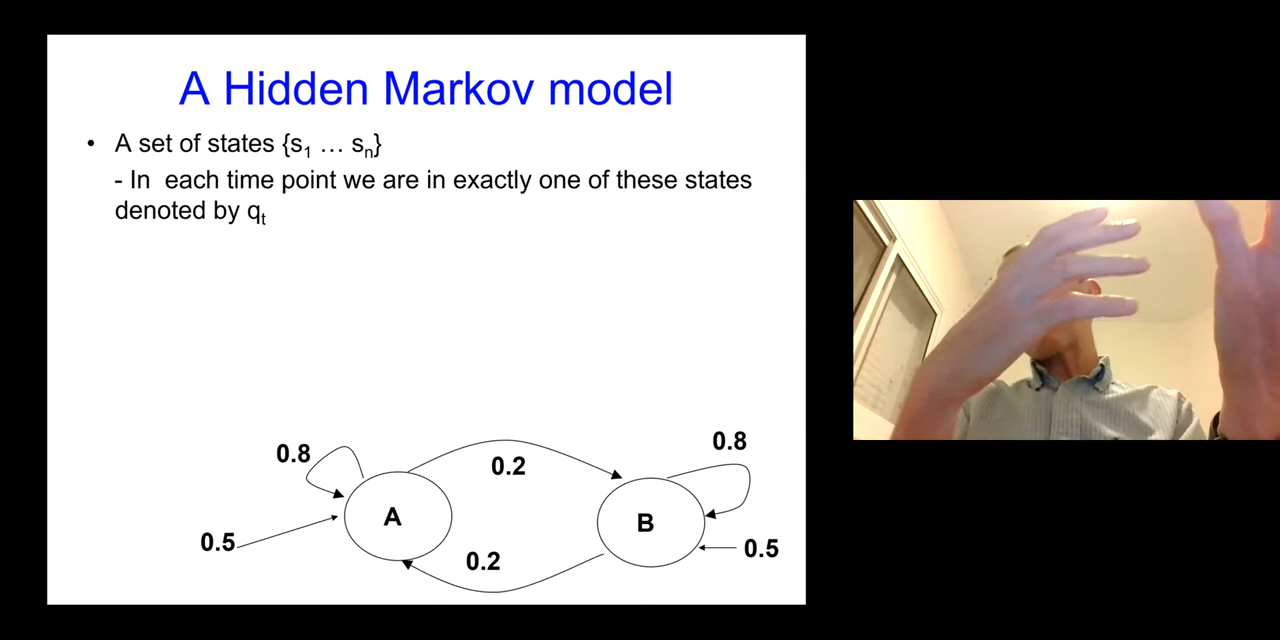 A Hidden Markov model
• A set of states {s₁ … sₙ}
- In each time point we are in exactly one of these states
denoted by qₜ
0.8
0.2
0.8
A
B
0.5
0.2
0.5